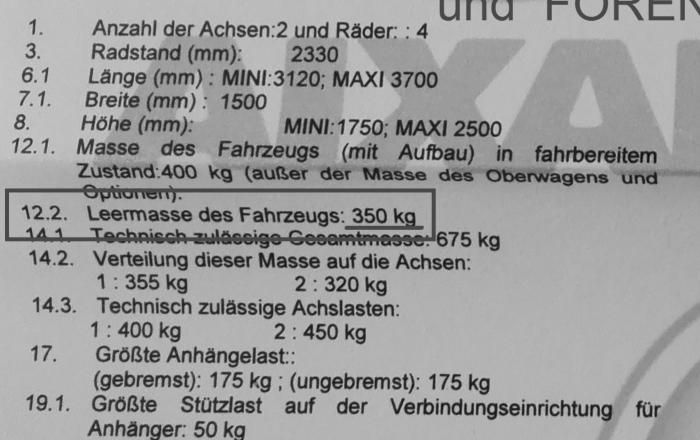 und FOREN
1. Anzahl der Achsen:2 und Räder: : 4
3. Radstand (mm): 2330
6.1 Länge (mm) : MINI:3120; MAXI 3700
7.1. Breite (mm) : 1500
8. Höhe (mm): MINI:1750; MAXI 2500
12.1. Masse des Fahrzeugs (mit Aufbau) in fahrbereitem
Zustand:400 kg (außer der Masse des Oberwagens und
Optionen).
12.2. Leermasse des Fahrzeugs: 350 kg
14.1. Technisch zulässige Gesamtmasse: 675 kg
14.2. Verteilung dieser Masse auf die Achsen:
1 : 355 kg 2 : 320 kg
14.3. Technisch zulässige Achslasten:
1 : 400 kg 2 : 450 kg
17. Größte Anhängelast::
(gebremst): 175 kg ; (ungebremst): 175 kg
19.1. Größte Stützlast auf der Verbindungseinrichtung für
Anhänger: 50 kg